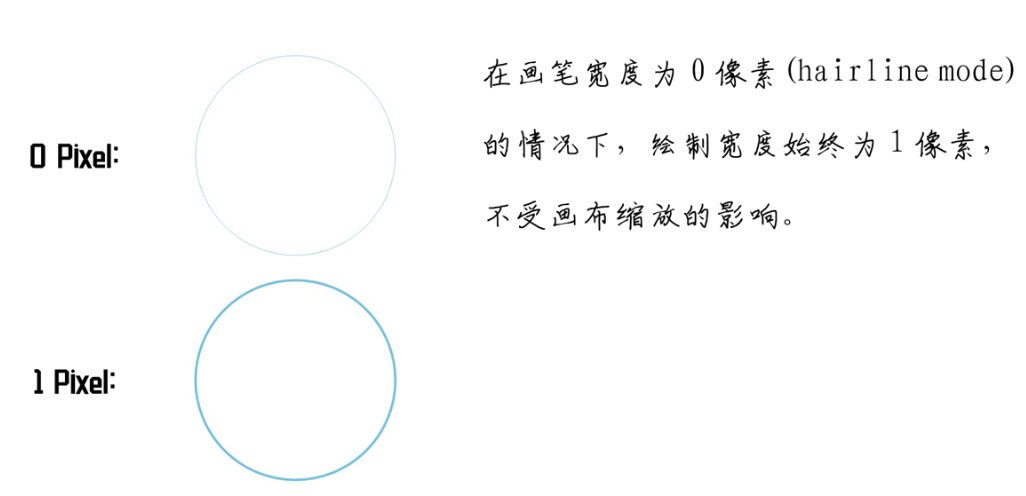 在画笔宽度为 0 像素 (hairline mode)
的情况下，绘制宽度始终为 1 像素，
不受画布缩放的影响。
0 Pixel:
1 Pixel: